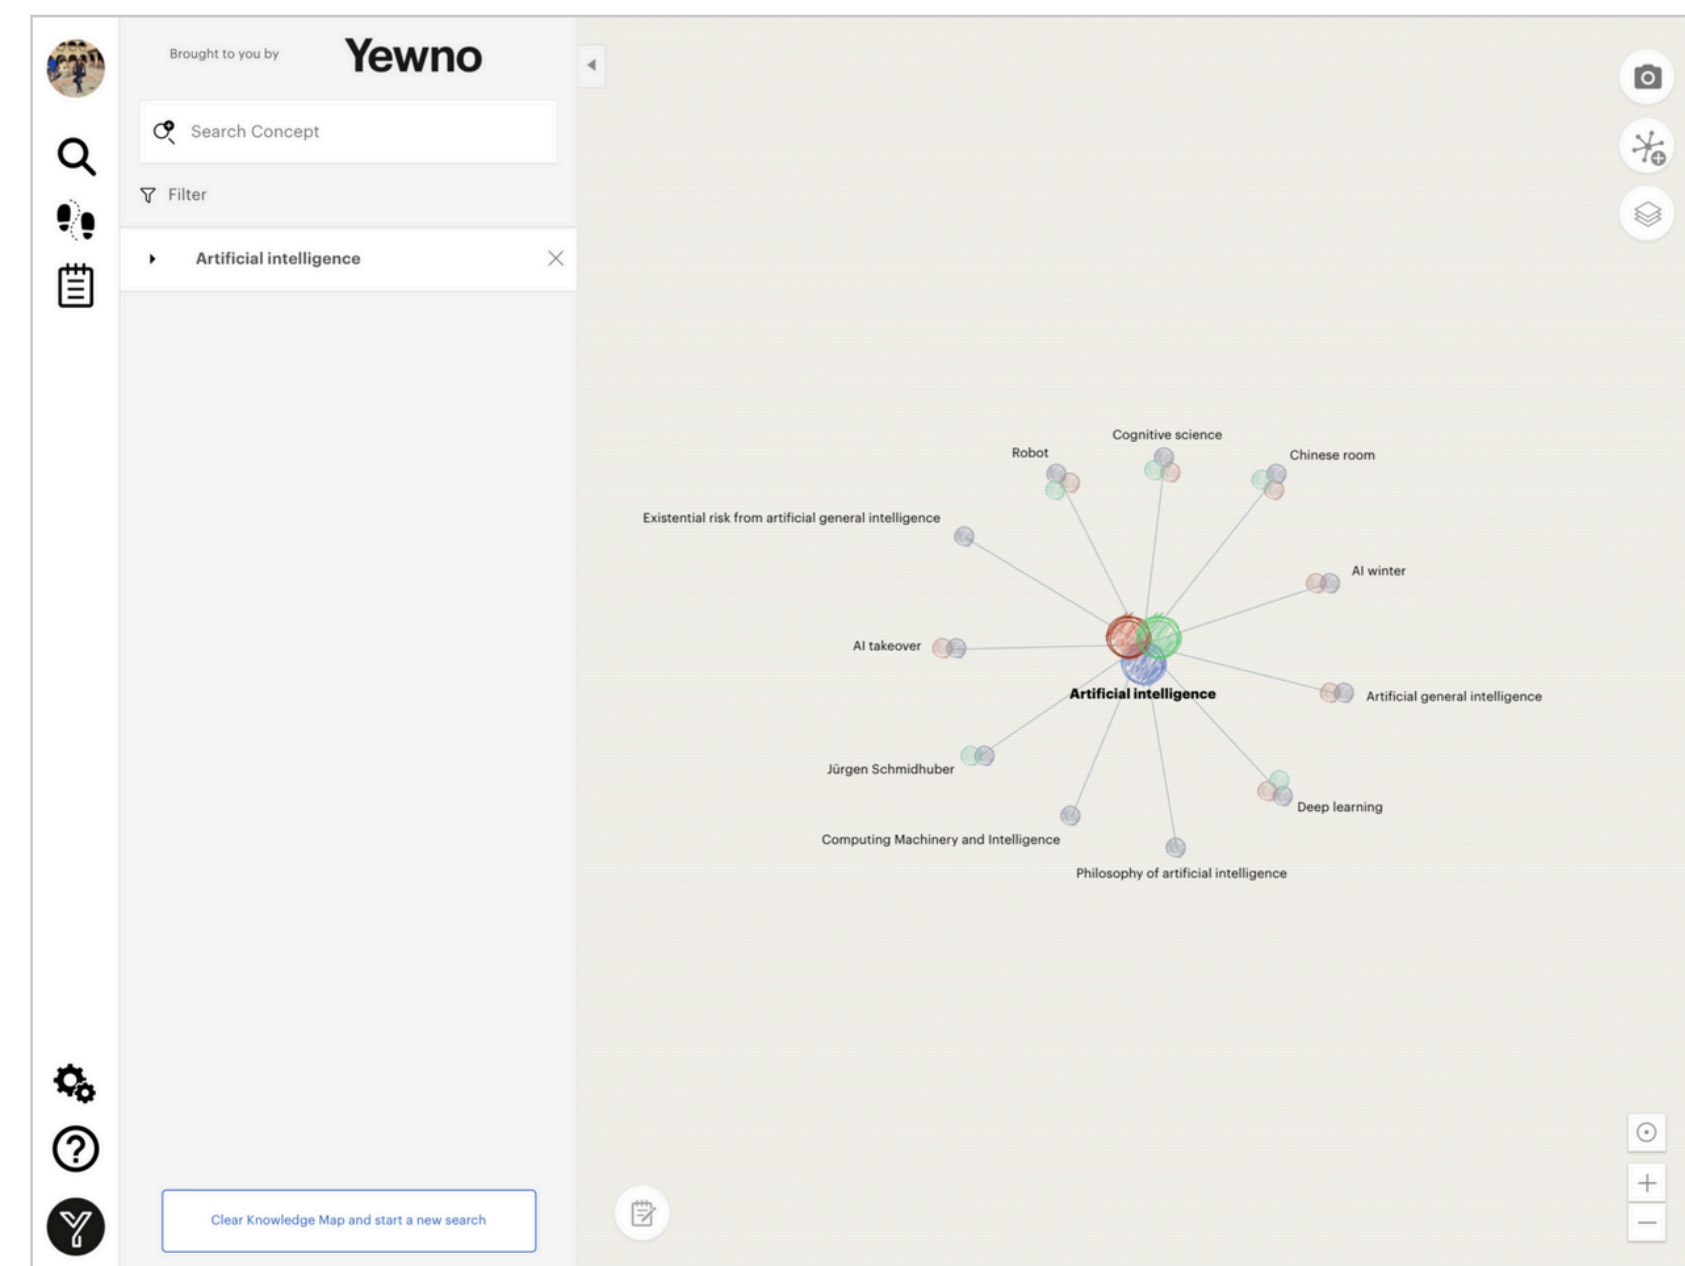 Brought to you by
Yewno
Search Concept
Filter
Artificial intelligence
Clear Knowledge Map and start a new search
Cognitive science
Robot
Chinese room
Existential risk from artificial general intelligence
AI winter
AI takeover
Artificial intelligence
Artificial general intelligence
Jürgen Schmidhuber
Deep learning
Computing Machinery and Intelligence
Philosophy of artificial intelligence